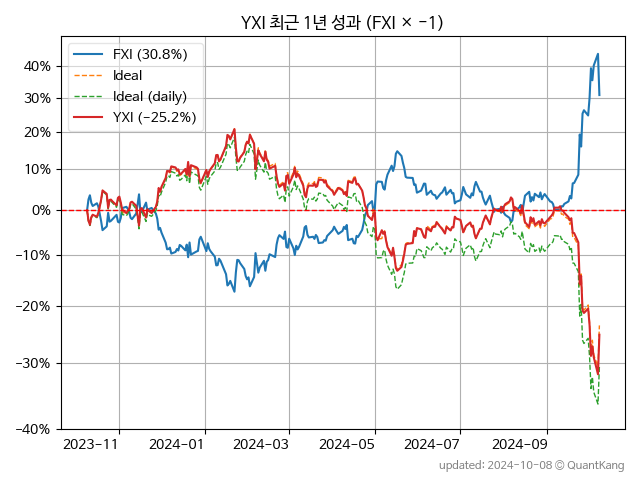 YXI 최근 1년 성과 (FXI × −1)
FXI (30.8%)
Ideal
Ideal (daily)
YXI (−25.2%)
40%
30%
20%
10%
0%
−10%
−20%
−30%
−40%
2023-11 2024-01 2024-03 2024-05 2024-07 2024-09
updated: 2024-10-08 © QuantKang